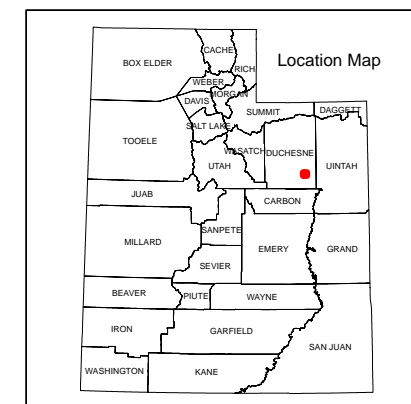 Location Map
CACHE
BOX ELDER
RICH
WEBER
MORGAN
DAVIS
SUMMIT
DAGGETT
SALT LAKE
TOOELE
WASATCH
DUCHESNE
UTAH
UINTAH
JUAB
CARBON
SANPETE
MILLARD
EMERY
GRAND
SEVIER
BEAVER
PIUTE
WAYNE
IRON
GARFIELD
SAN JUAN
WASHINGTON
KANE